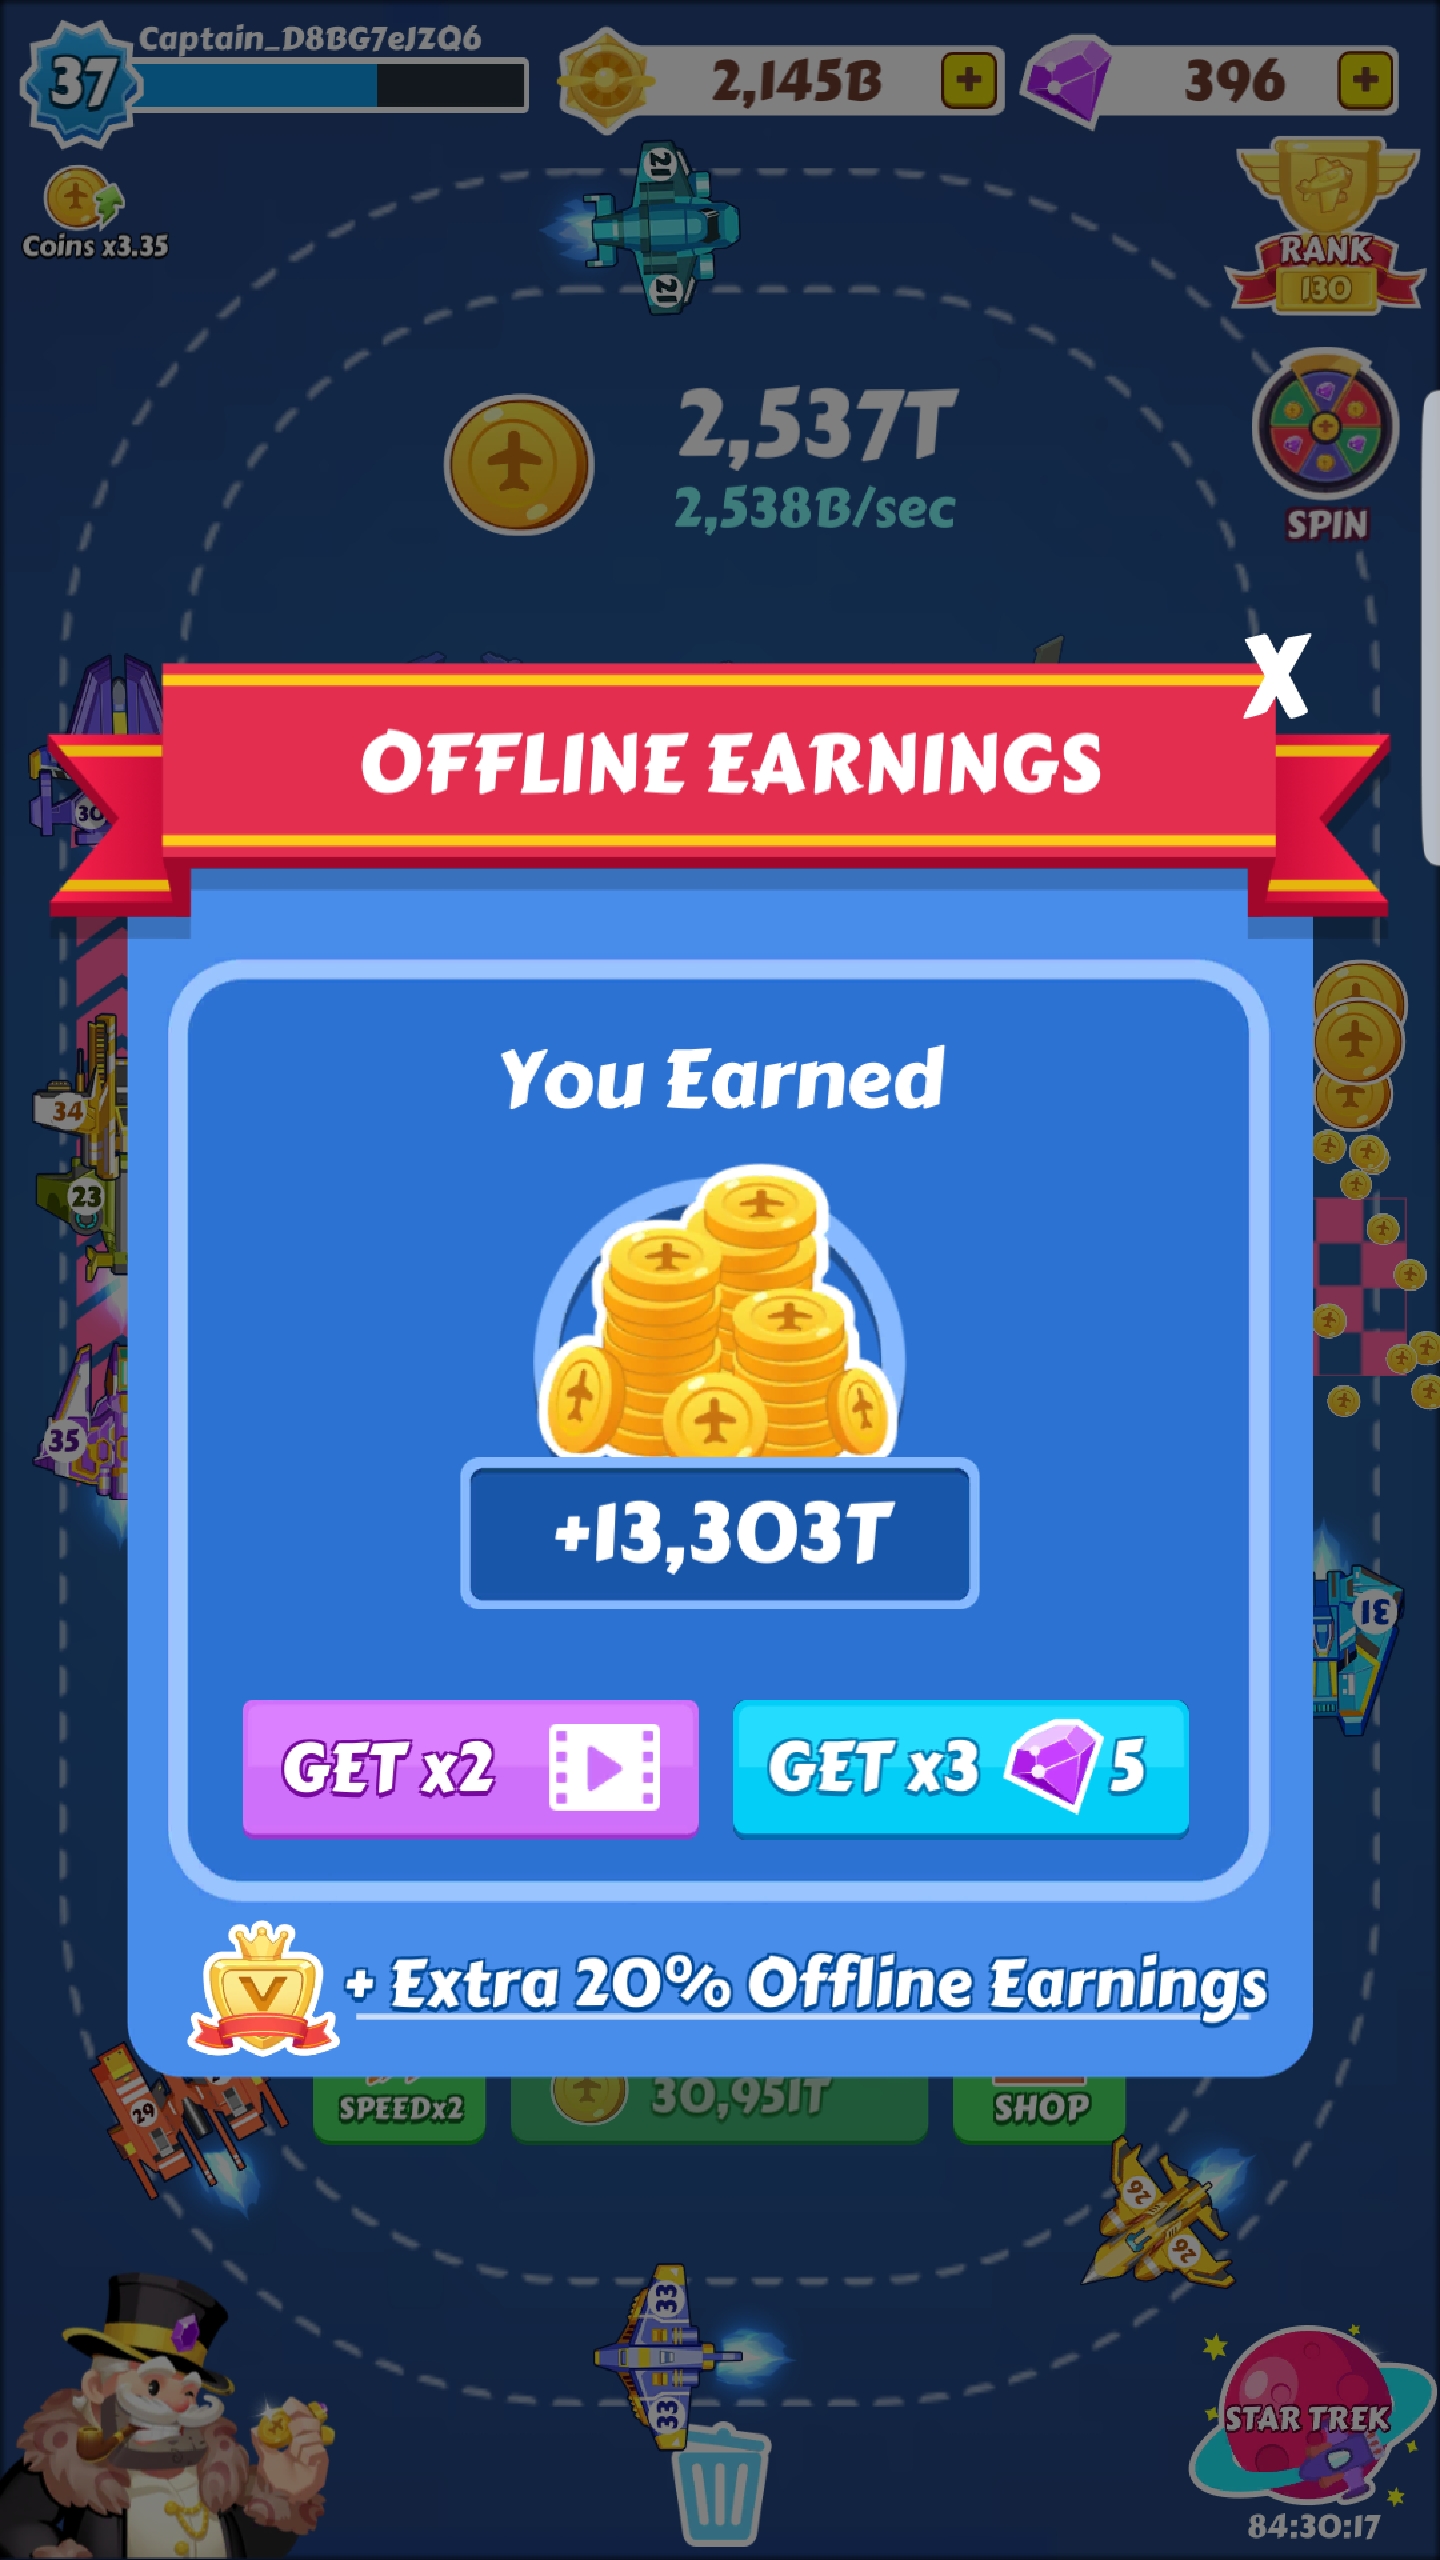 Captain_D8BG7eJZQ6
37
2,145B
396
Coins x3.35
21
21
RANK
130
2,537T
2,538B/sec
SPIN
OFFLINE EARNINGS
X
30
You Earned
34
23
35
+13,303T
31
GET x2
GET x3
5
V
+ Extra 20% Offline Earnings
SPEEDx2
30,951T
SHOP
29
26
26
33
33
STAR TREK
84:30:17